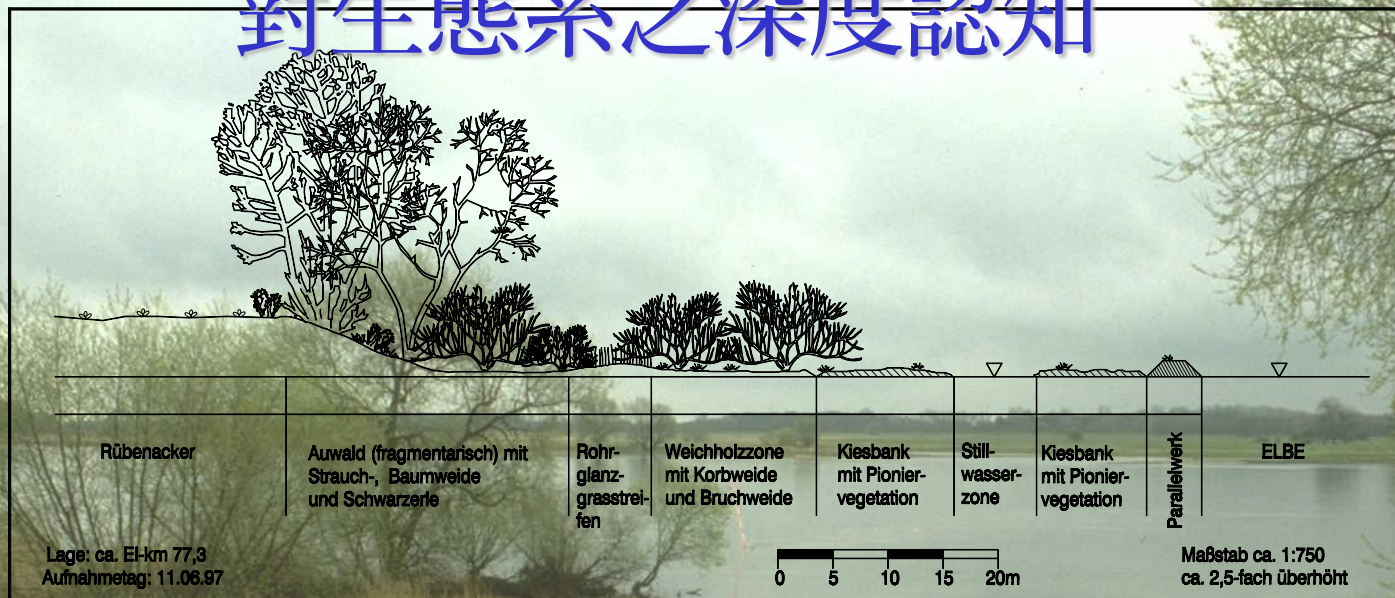 對生態系之深度認知
Rübenacker
Auwald (fragmentarisch) mit
Strauch-, Baumweide
und Schwarzerle
Rohr-
glanz-
grasstrei-
fen
Weichholzzone
mit Korbweide
und Bruchweide
Kiesbank
mit Pionier-
vegetation
Still-
wasser-
zone
Kiesbank
mit Pionier-
vegetation
Parallelwerk
ELBE
Lage: ca. El-km 77,3
Aufnahmetag: 11.06.97
0 5 10 15 20m
Maßstab ca. 1:750
ca. 2,5-fach überhöht